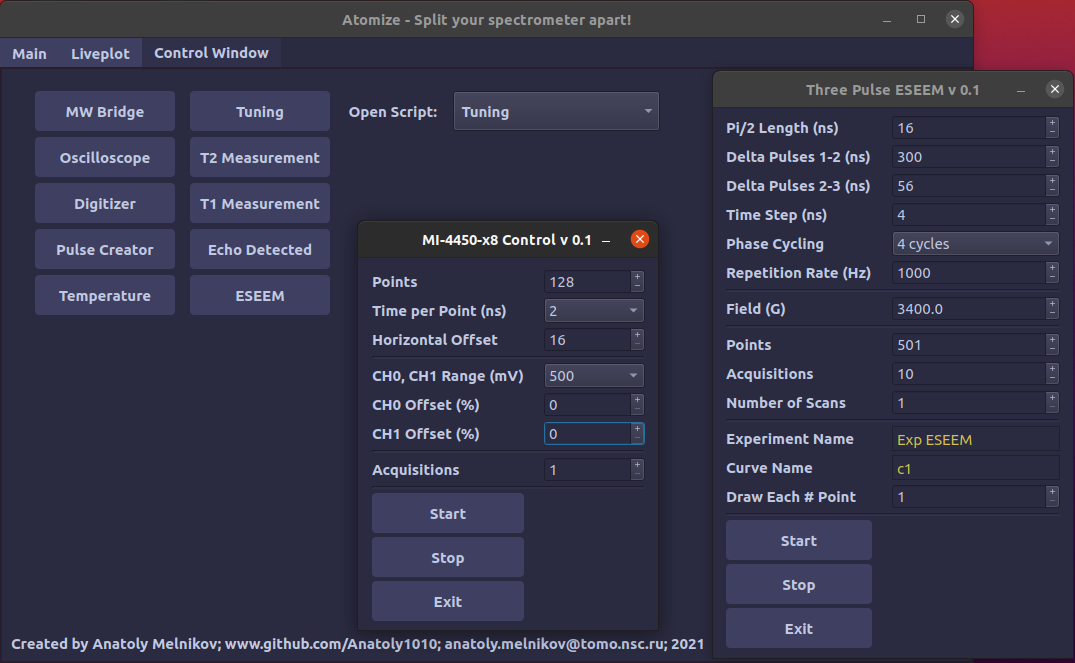 Atomize - Split your spectrometer apart!
Main Liveplot Control Window
MW Bridge Tuning Open Script: Tuning
Oscilloscope T2 Measurement
Digitizer T1 Measurement
Pulse Creator Echo Detected
Temperature ESEEM
MI-4450-x8 Control v 0.1
Points 128
Time per Point (ns) 2
Horizontal Offset 16
CH0, CH1 Range (mV) 500
CH0 Offset (%) 0
CH1 Offset (%) 0
Acquisitions 1
Start
Stop
Exit
Three Pulse ESEEM v 0.1
Pi/2 Length (ns) 16
Delta Pulses 1-2 (ns) 300
Delta Pulses 2-3 (ns) 56
Time Step (ns) 4
Phase Cycling 4 cycles
Repetition Rate (Hz) 1000
Field (G) 3400.0
Points 501
Acquisitions 10
Number of Scans 1
Experiment Name Exp ESEEM
Curve Name c1
Draw Each # Point 1
Start
Stop
Exit
Created by Anatoly Melnikov; www.github.com/Anatoly1010; anatoly.melnikov@tomo.nsc.ru; 2021